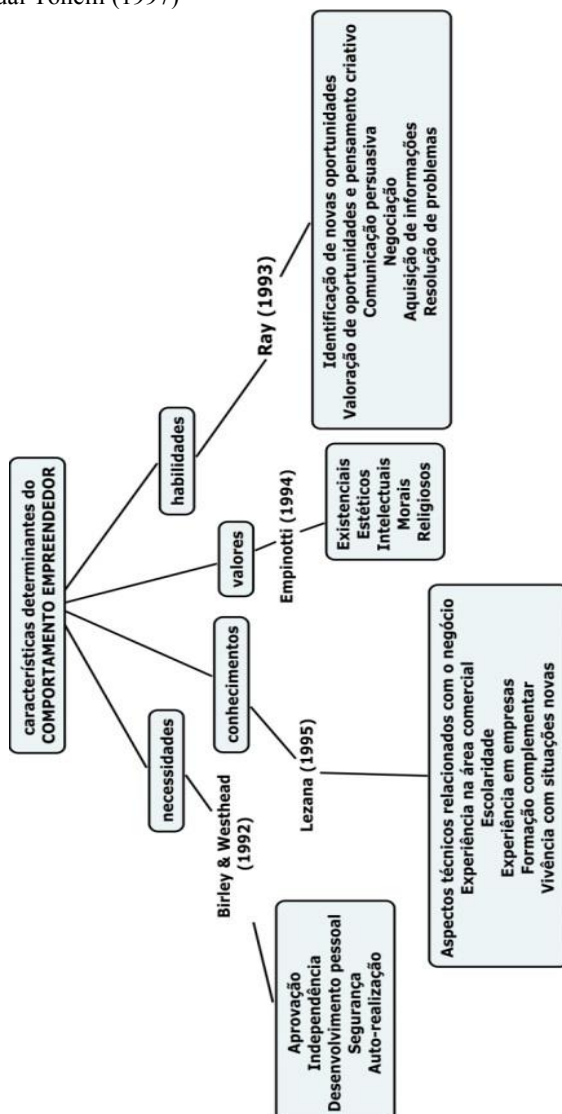 (1997)
características determinantes do
COMPORTAMENTO EMPREENDEDOR
necessidades
Birley & Westhead
(1992)
Aprovação
Independência
Desenvolvimento pessoal
Segurança
Auto-realização
conhecimentos
Lezana (1995)
Aspectos técnicos relacionados com o negócio
Experiência na área comercial
Escolaridade
Experiência em empresas
Formação complementar
Vivência com situações novas
valores
Empinotti (1994)
Existenciais
Estéticos
Intelectuais
Morais
Religiosos
habilidades
Ray (1993)
Identificação de novas oportunidades
Valoração de oportunidades e pensamento criativo
Comunicação persuasiva
Negociação
Aquisição de informações
Resolução de problemas